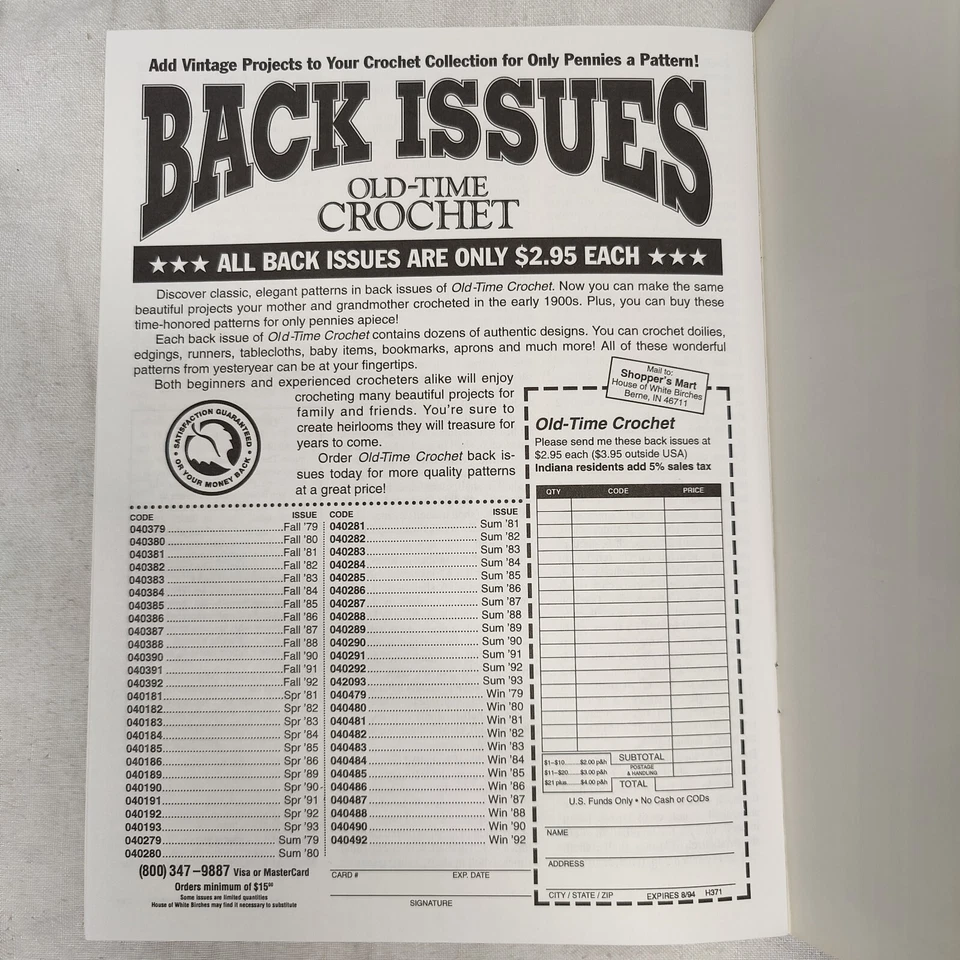 Add Vintage Projects to Your Crochet Collection for Only Pennies a Pattern!
BACK ISSUES
OLD-TIME
CROCHET
★★★ ALL BACK ISSUES ARE ONLY $2.95 EACH ★★★
Discover classic, elegant patterns in back issues of Old-Time Crochet. Now you can make the same
beautiful projects your mother and grandmother crocheted in the early 1900s. Plus, you can buy these
time-honored patterns for only pennies apiece!
Each back issue of Old-Time Crochet contains dozens of authentic designs. You can crochet doilies,
edgings, runners, tablecloths, baby items, bookmarks, aprons and much more! All of these wonderful
patterns from yesteryear can be at your fingertips.
Both beginners and experienced crocheters alike will enjoy
crocheting many beautiful projects for
family and friends. You're sure to
create heirlooms they will treasure for
years to come.
Order Old-Time Crochet back is-
sues today for more quality patterns
at a great price!
SATISFACTION GUARANTEED
• OR YOUR MONEY BACK •
CODE ISSUE
040379 Fall '79
040380 Fall '80
040381 Fall '81
040382 Fall '82
040383 Fall '83
040384 Fall '84
040385 Fall '85
040386 Fall '86
040387 Fall '87
040388 Fall '88
040390 Fall '90
040391 Fall '91
040392 Fall '92
040181 Spr '81
040182 Spr '82
040183 Spr '83
040184 Spr '84
040185 Spr '85
040186 Spr '86
040189 Spr '89
040190 Spr '90
040191 Spr '91
040192 Spr '92
040193 Spr '93
040279 Sum '79
040280 Sum '80
CODE ISSUE
040281 Sum '81
040282 Sum '82
040283 Sum '83
040284 Sum '84
040285 Sum '85
040286 Sum '86
040287 Sum '87
040288 Sum '88
040289 Sum '89
040290 Sum '90
040291 Sum '91
040292 Sum '92
042093 Sum '93
040479 Win '79
040480 Win '80
040481 Win '81
040482 Win '82
040483 Win '83
040484 Win '84
040485 Win '85
040486 Win '86
040487 Win '87
040488 Win '88
040490 Win '90
040492 Win '92
(800) 347–9887 Visa or MasterCard
Orders minimum of $15⁰⁰
Some issues are limited quantities
House of White Birches may find it necessary to substitute
CARD # EXP. DATE
SIGNATURE
Mail to:
Shopper's Mart
House of White Birches
Berne, IN 46711
Old-Time Crochet
Please send me these back issues at
$2.95 each ($3.95 outside USA)
Indiana residents add 5% sales tax
QTY CODE PRICE
SUBTOTAL
$1–$10 $2.00 p&h
$11–$20 $3.00 p&h
$21 plus $4.00 p&h
POSTAGE
& HANDLING
TOTAL
U.S. Funds Only • No Cash or CODs
NAME
ADDRESS
CITY / STATE / ZIP EXPIRES 8/94 H371